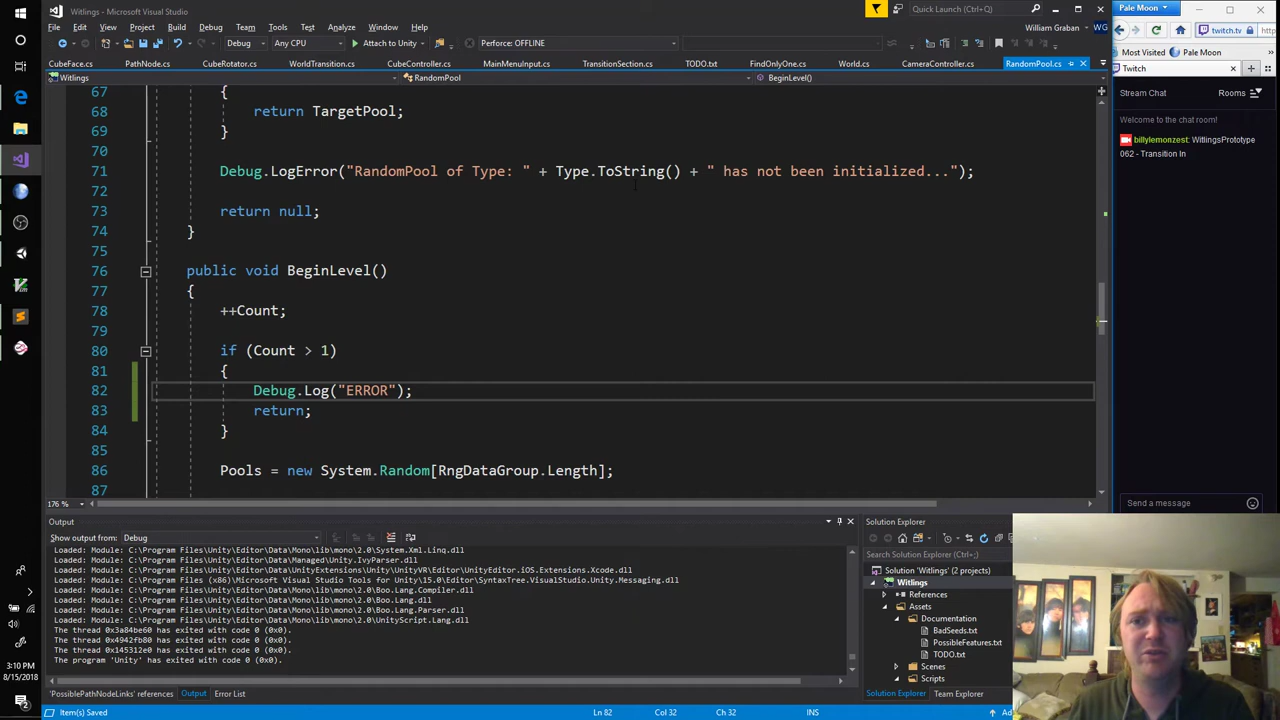 Witlings - Microsoft Visual Studio
Quick Launch (Ctrl+Q)
Pale Moon
File Edit View Project Build Debug Team Tools Analyze Window Help
William Graban WG
Debug Any CPU Attach to Unity Perforce: OFFLINE
twitch.tv
Most Visited Pale Moon
CubeFace.cs PathNode.cs CubeRotator.cs WorldTransition.cs CubeController.cs MainMenuInput.cs TransitionSection.cs TODO.txt FindOnlyOne.cs World.cs CameraController.cs RandomPool.cs
Twitch
Witlings RandomPool BeginLevel()
Stream Chat Rooms
Welcome to the chat room!
billylemonzest: WitlingsPrototype
062 - Transition In
67 {
68 return TargetPool;
69 }
70
71 Debug.LogError("RandomPool of Type: " + Type.ToString() + " has not been initialized...");
72
73 return null;
74 }
75
76 public void BeginLevel()
77 {
78 ++Count;
79
80 if (Count > 1)
81 {
82 Debug.Log("ERROR");
83 return;
84 }
85
86 Pools = new System.Random[RngDataGroup.Length];
87
176 %
Send a message
Output
Show output from: Debug
Loaded: Module: C:\Program Files\Unity\Editor\Data\Mono\lib\mono\2.0\System.Xml.Linq.dll
Loaded: Module: C:\Program Files\Unity\Editor\Data\Managed\Unity.IvyParser.dll
Loaded: Module: C:\Program Files\Unity\Editor\Data\UnityExtensions\Unity\UnityVR\Editor\UnityEditor.iOS.Extensions.Xcode.dll
Loaded: Module: C:\Program Files (x86)\Microsoft Visual Studio Tools for Unity\15.0\Editor\SyntaxTree.VisualStudio.Unity.Messaging.dll
Loaded: Module: C:\Program Files\Unity\Editor\Data\Mono\lib\mono\2.0\Boo.Lang.Compiler.dll
Loaded: Module: C:\Program Files\Unity\Editor\Data\Mono\lib\mono\2.0\Boo.Lang.dll
Loaded: Module: C:\Program Files\Unity\Editor\Data\Mono\lib\mono\2.0\Boo.Lang.Parser.dll
Loaded: Module: C:\Program Files\Unity\Editor\Data\Mono\lib\mono\2.0\UnityScript.Lang.dll
The thread 0x3a84be60 has exited with code 0 (0x0).
The thread 0x4942fb80 has exited with code 0 (0x0).
The thread 0x145312e0 has exited with code 0 (0x0).
The program 'Unity' has exited with code 0 (0x0).
Solution Explorer
Search Solution Explorer (Ctrl+;)
Solution 'Witlings' (2 projects)
Witlings
References
Assets
Documentation
BadSeeds.txt
PossibleFeatures.txt
TODO.txt
Scenes
Scripts
'PossiblePathNodeLinks' references Output Error List
Solution Explorer Team Explorer
3:10 PM
8/15/2018
2
Item(s) Saved Ln 82 Col 32 Ch 32 INS